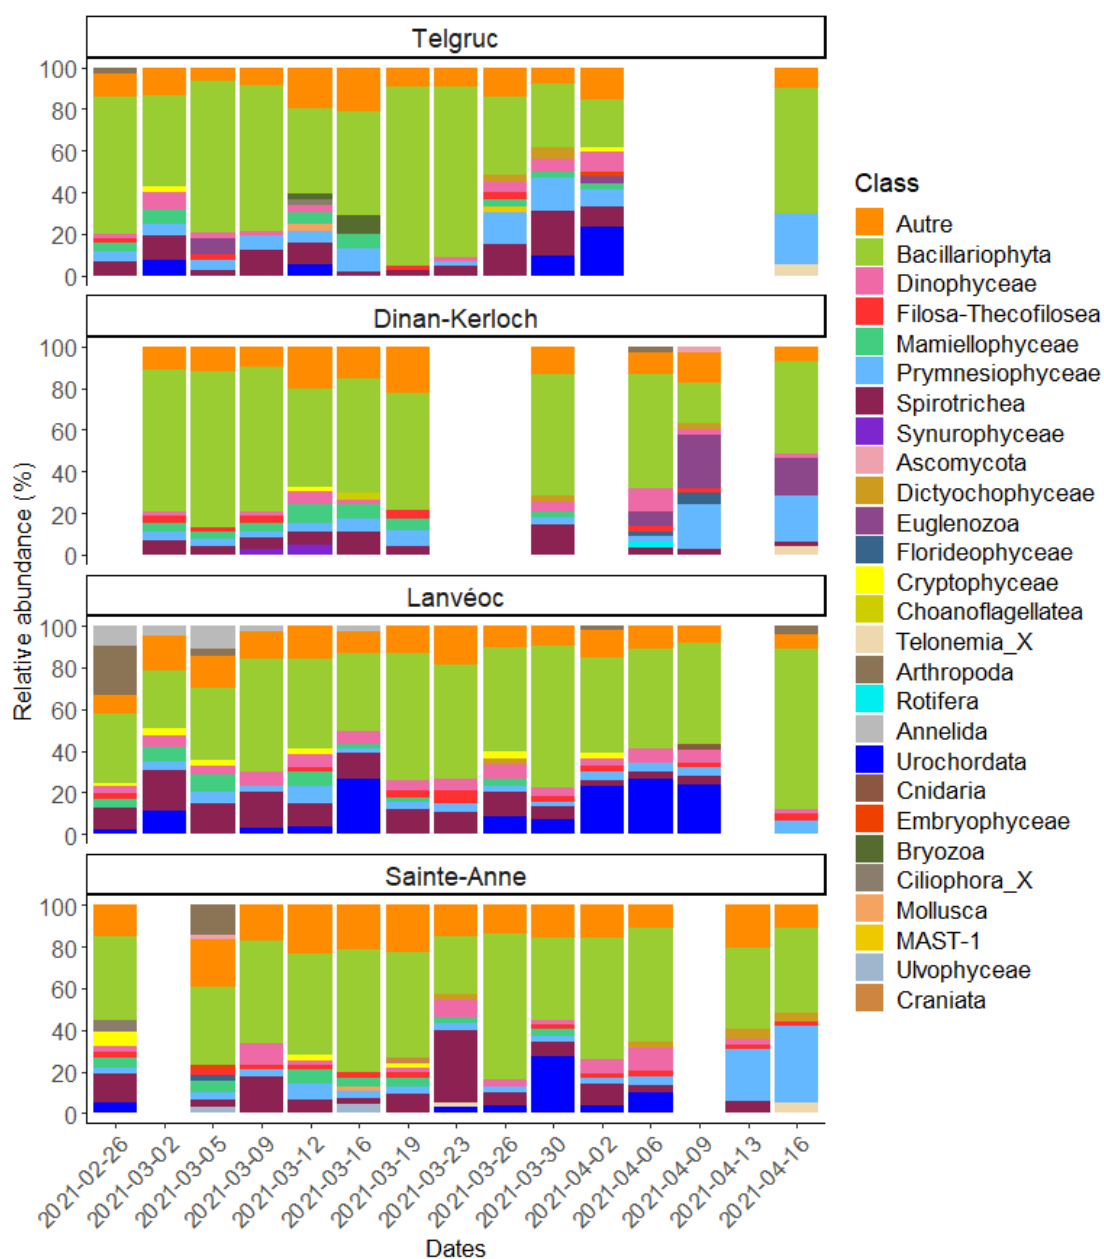 Telgruc
100
80
60
40
20
0
Dinan-Kerloch
100
80
60
40
20
0
Lanvéoc
100
80
60
40
20
0
Sainte-Anne
100
80
60
40
20
0
Relative abundance (%)
2021-02-26
2021-03-02
2021-03-05
2021-03-09
2021-03-12
2021-03-16
2021-03-19
2021-03-23
2021-03-26
2021-03-30
2021-04-02
2021-04-06
2021-04-09
2021-04-13
2021-04-16
Dates
Class
Autre
Bacillariophyta
Dinophyceae
Filosa-Thecofilosea
Mamiellophyceae
Prymnesiophyceae
Spirotrichea
Synurophyceae
Ascomycota
Dictyochophyceae
Euglenozoa
Florideophyceae
Cryptophyceae
Choanoflagellatea
Telonemia_X
Arthropoda
Rotifera
Annelida
Urochordata
Cnidaria
Embryophyceae
Bryozoa
Ciliophora_X
Mollusca
MAST-1
Ulvophyceae
Craniata